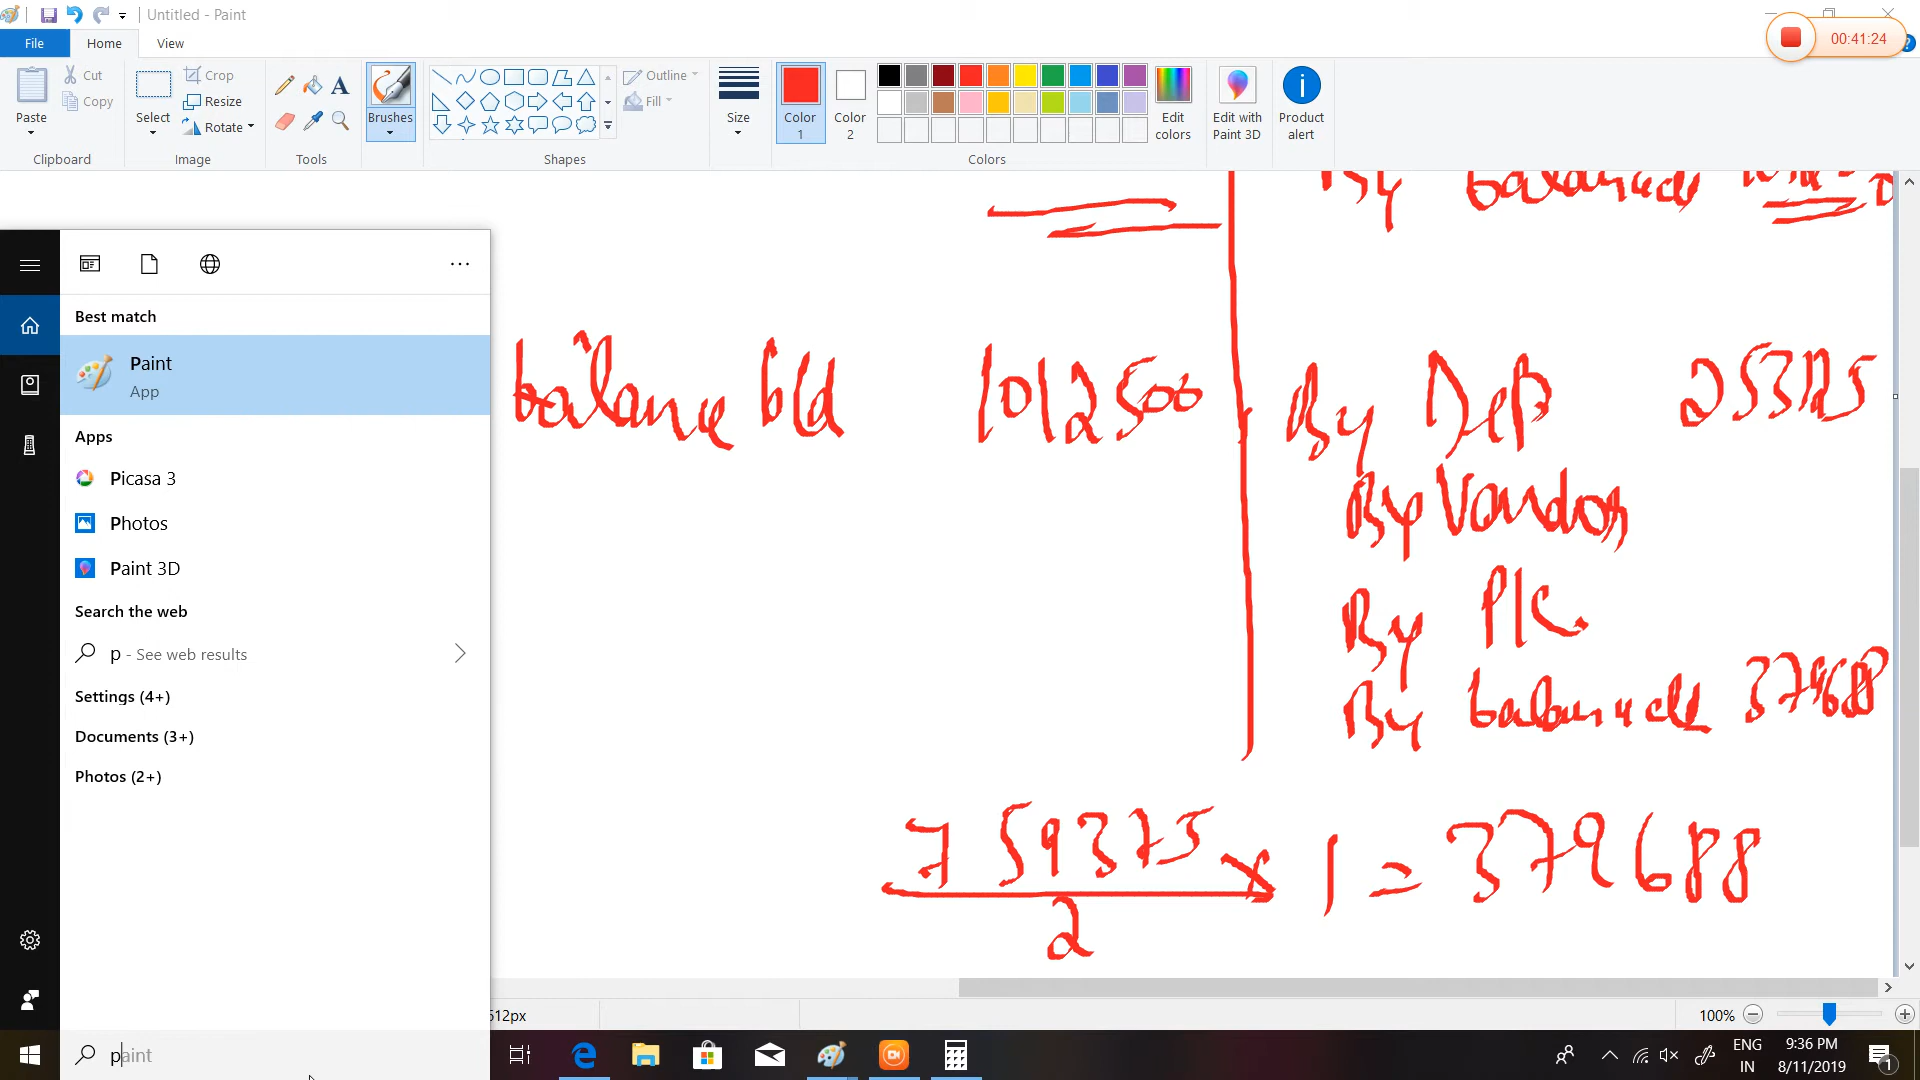 Untitled - Paint
00:41:24
File Home View
Cut
Copy
Paste
Clipboard
Select
Crop
Resize
Rotate
Image
Tools
Brushes
Outline
Fill
Shapes
Size
Color 1
Color 2
Edit colors
Colors
Edit with Paint 3D
Product alert
By balance
balance b/d 1012500 By Dep 253125
By Vendor
By P/L
By balance 379688
759375 x 1 = 379688
2
Best match
Paint
App
Apps
Picasa 3
Photos
Paint 3D
Search the web
p - See web results
Settings (4+)
Documents (3+)
Photos (2+)
paint
512px
100%
ENG
IN
9:36 PM
8/11/2019
1